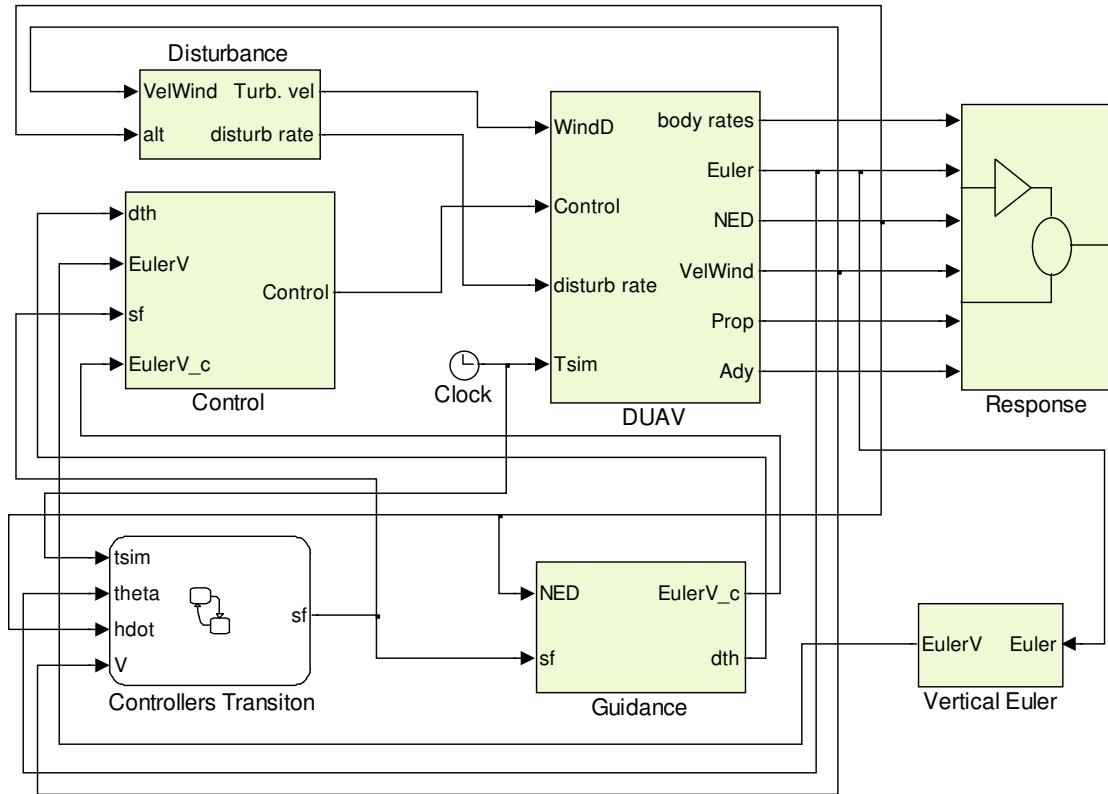 Disturbance
VelWind
Turb. vel
alt
disturb rate
dth
EulerV
sf
EulerV_c
Control
Control
Clock
WindD
Control
disturb rate
Tsim
body rates
Euler
NED
VelWind
Prop
Ady
DUAV
Response
tsim
theta
hdot
V
sf
Controllers Transiton
NED
sf
EulerV_c
dth
Guidance
EulerV
Euler
Vertical Euler